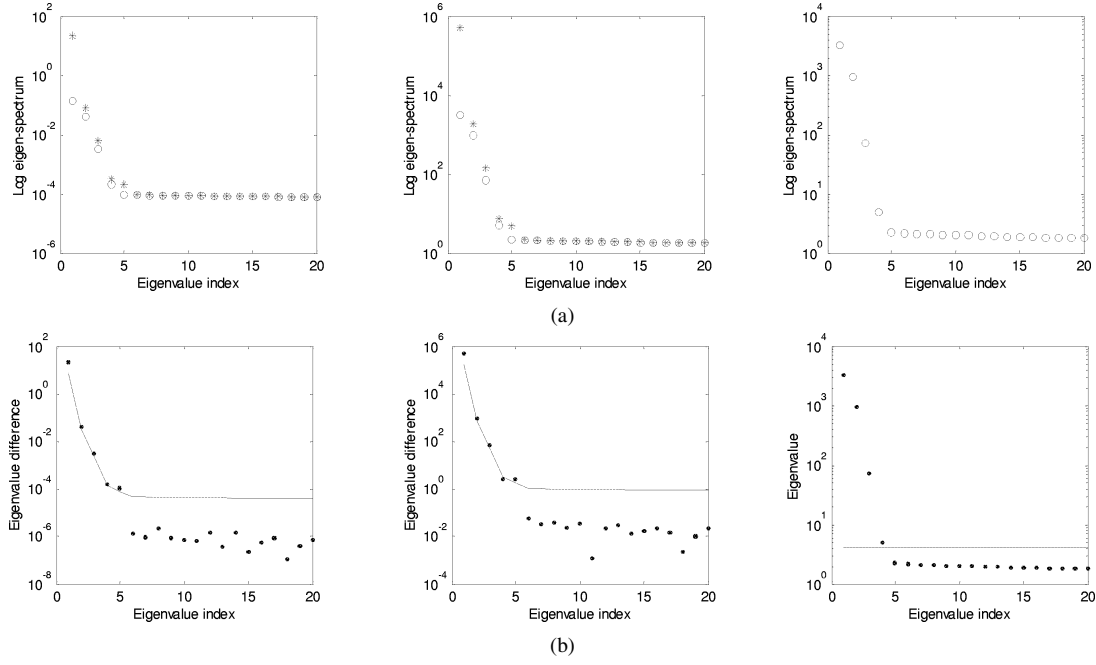 Log eigen-spectrum
10^2
10^0
10^-2
10^-4
10^-6
0 5 10 15 20
Eigenvalue index
Log eigen-spectrum
10^6
10^4
10^2
10^0
0 5 10 15 20
Eigenvalue index
Log eigen-spectrum
10^4
10^3
10^2
10^1
10^0
0 5 10 15 20
Eigenvalue index
(a)
Eigenvalue difference
10^2
10^0
10^-2
10^-4
10^-6
10^-8
0 5 10 15 20
Eigenvalue index
Eigenvalue difference
10^6
10^4
10^2
10^0
10^-2
10^-4
0 5 10 15 20
Eigenvalue index
Eigenvalue
10^4
10^3
10^2
10^1
10^0
0 5 10 15 20
Eigenvalue index
(b)